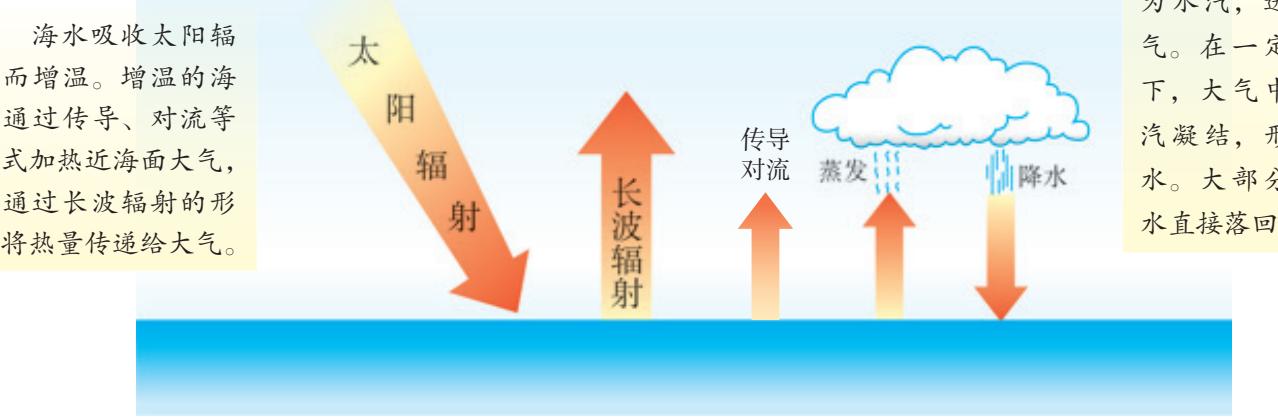 海水吸收太阳辐
而增温。增温的海
通过传导、对流等
式加热近海面大气，
通过长波辐射的形
将热量传递给大气。
太阳辐射
长波辐射
传导
对流
蒸发
降水
为水汽，
气。在一定
下，大气中
汽凝结，
水。大部分
水直接落回